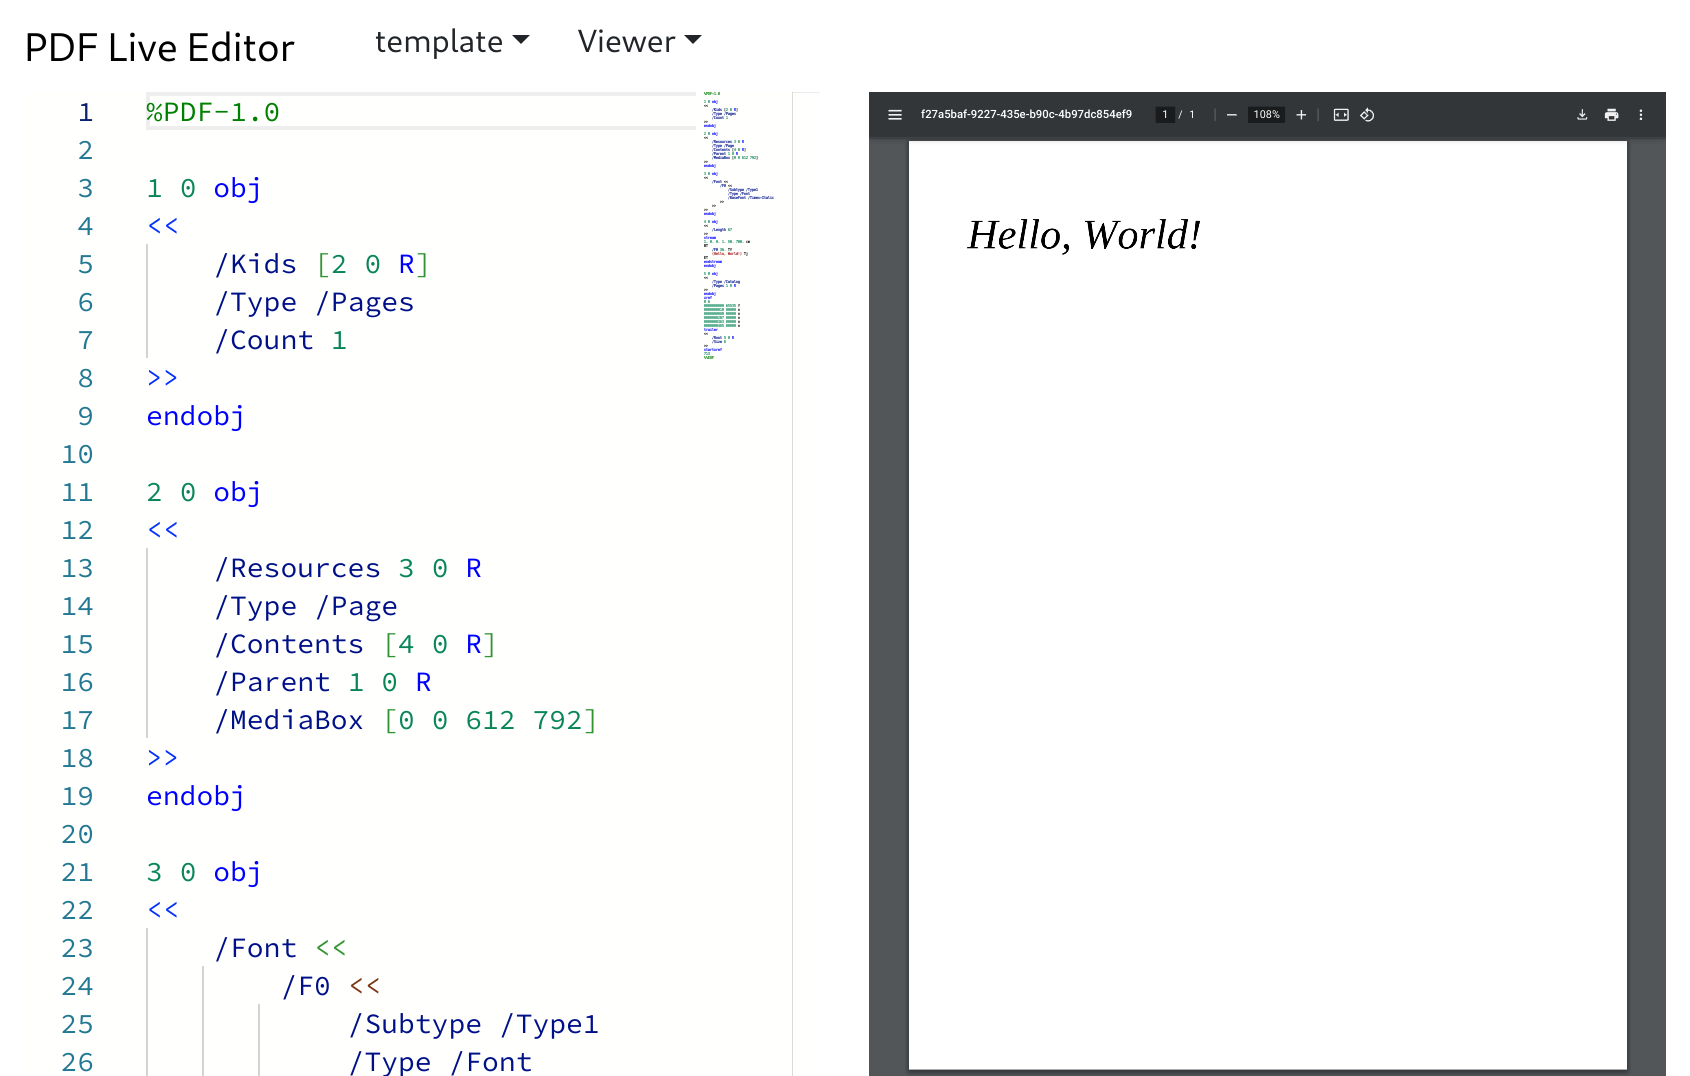 PDF Live Editor template Viewer
1 %PDF-1.0
2
3 1 0 obj
4 <<
5 /Kids [2 0 R]
6 /Type /Pages
7 /Count 1
8 >>
9 endobj
10
11 2 0 obj
12 <<
13 /Resources 3 0 R
14 /Type /Page
15 /Contents [4 0 R]
16 /Parent 1 0 R
17 /MediaBox [0 0 612 792]
18 >>
19 endobj
20
21 3 0 obj
22 <<
23 /Font <<
24 /F0 <<
25 /Subtype /Type1
26 /Type /Font
f27a5baf-9227-435e-b90c-4b97dc854ef9 1 / 1 108%
Hello, World!